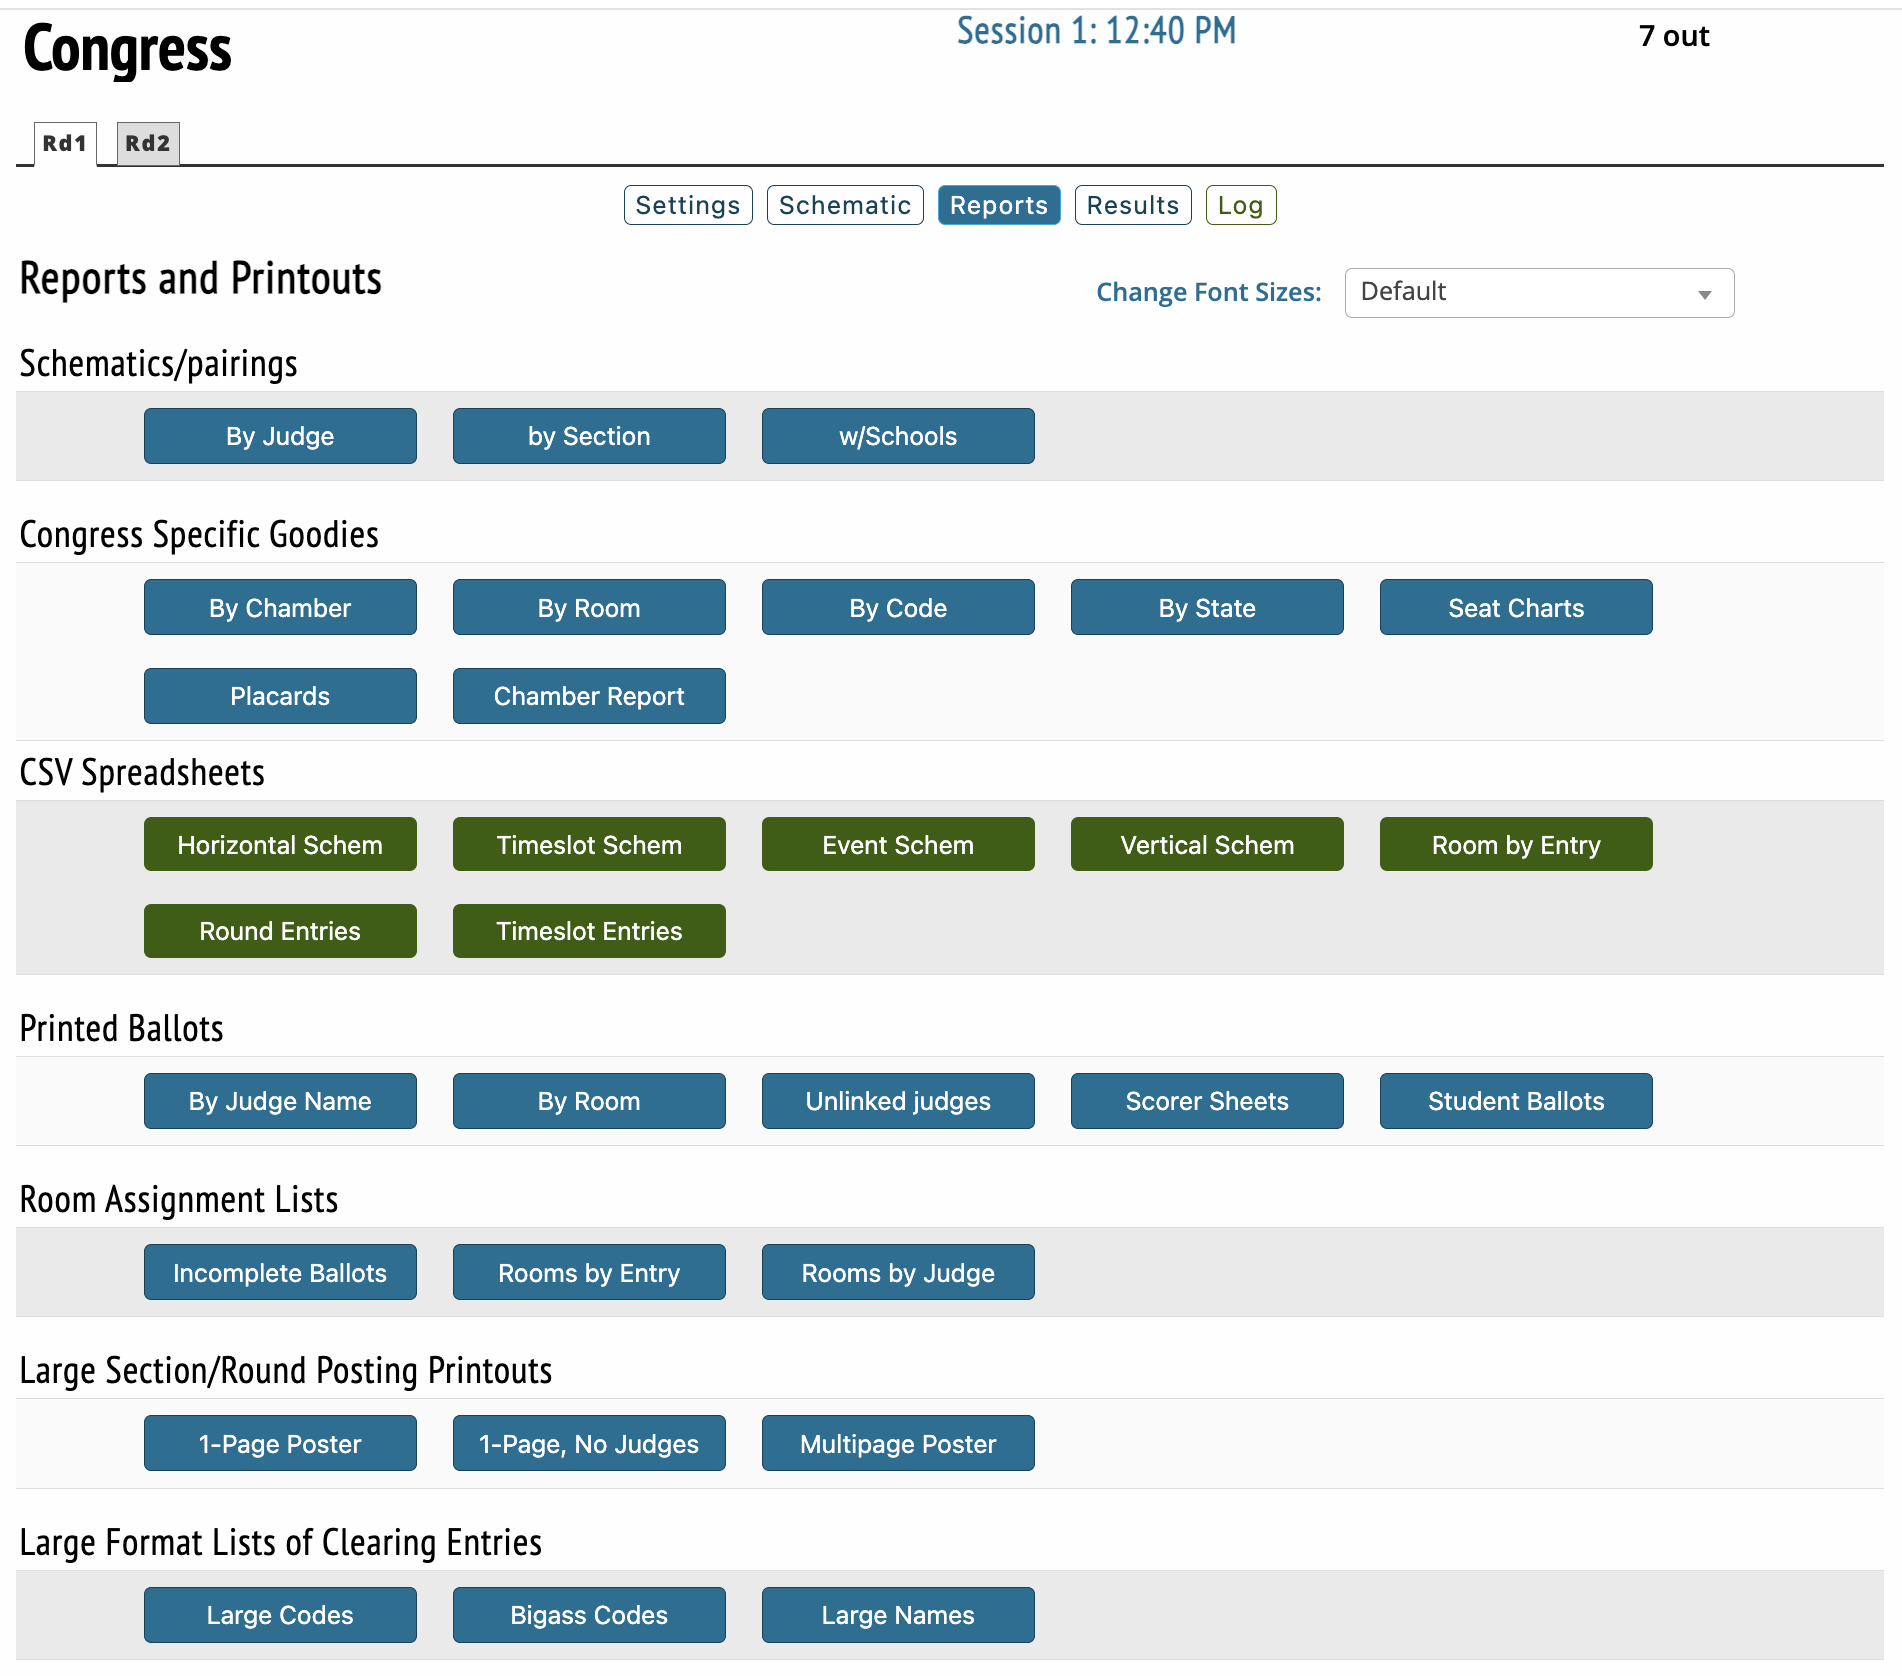 Congress
Session 1: 12:40 PM
7 out
Rd1 Rd2
Settings Schematic Reports Results Log
Reports and Printouts
Change Font Sizes: Default
Schematics/pairings
By Judge by Section w/Schools
Congress Specific Goodies
By Chamber By Room By Code By State Seat Charts
Placards Chamber Report
CSV Spreadsheets
Horizontal Schem Timeslot Schem Event Schem Vertical Schem Room by Entry
Round Entries Timeslot Entries
Printed Ballots
By Judge Name By Room Unlinked judges Scorer Sheets Student Ballots
Room Assignment Lists
Incomplete Ballots Rooms by Entry Rooms by Judge
Large Section/Round Posting Printouts
1-Page Poster 1-Page, No Judges Multipage Poster
Large Format Lists of Clearing Entries
Large Codes Bigass Codes Large Names